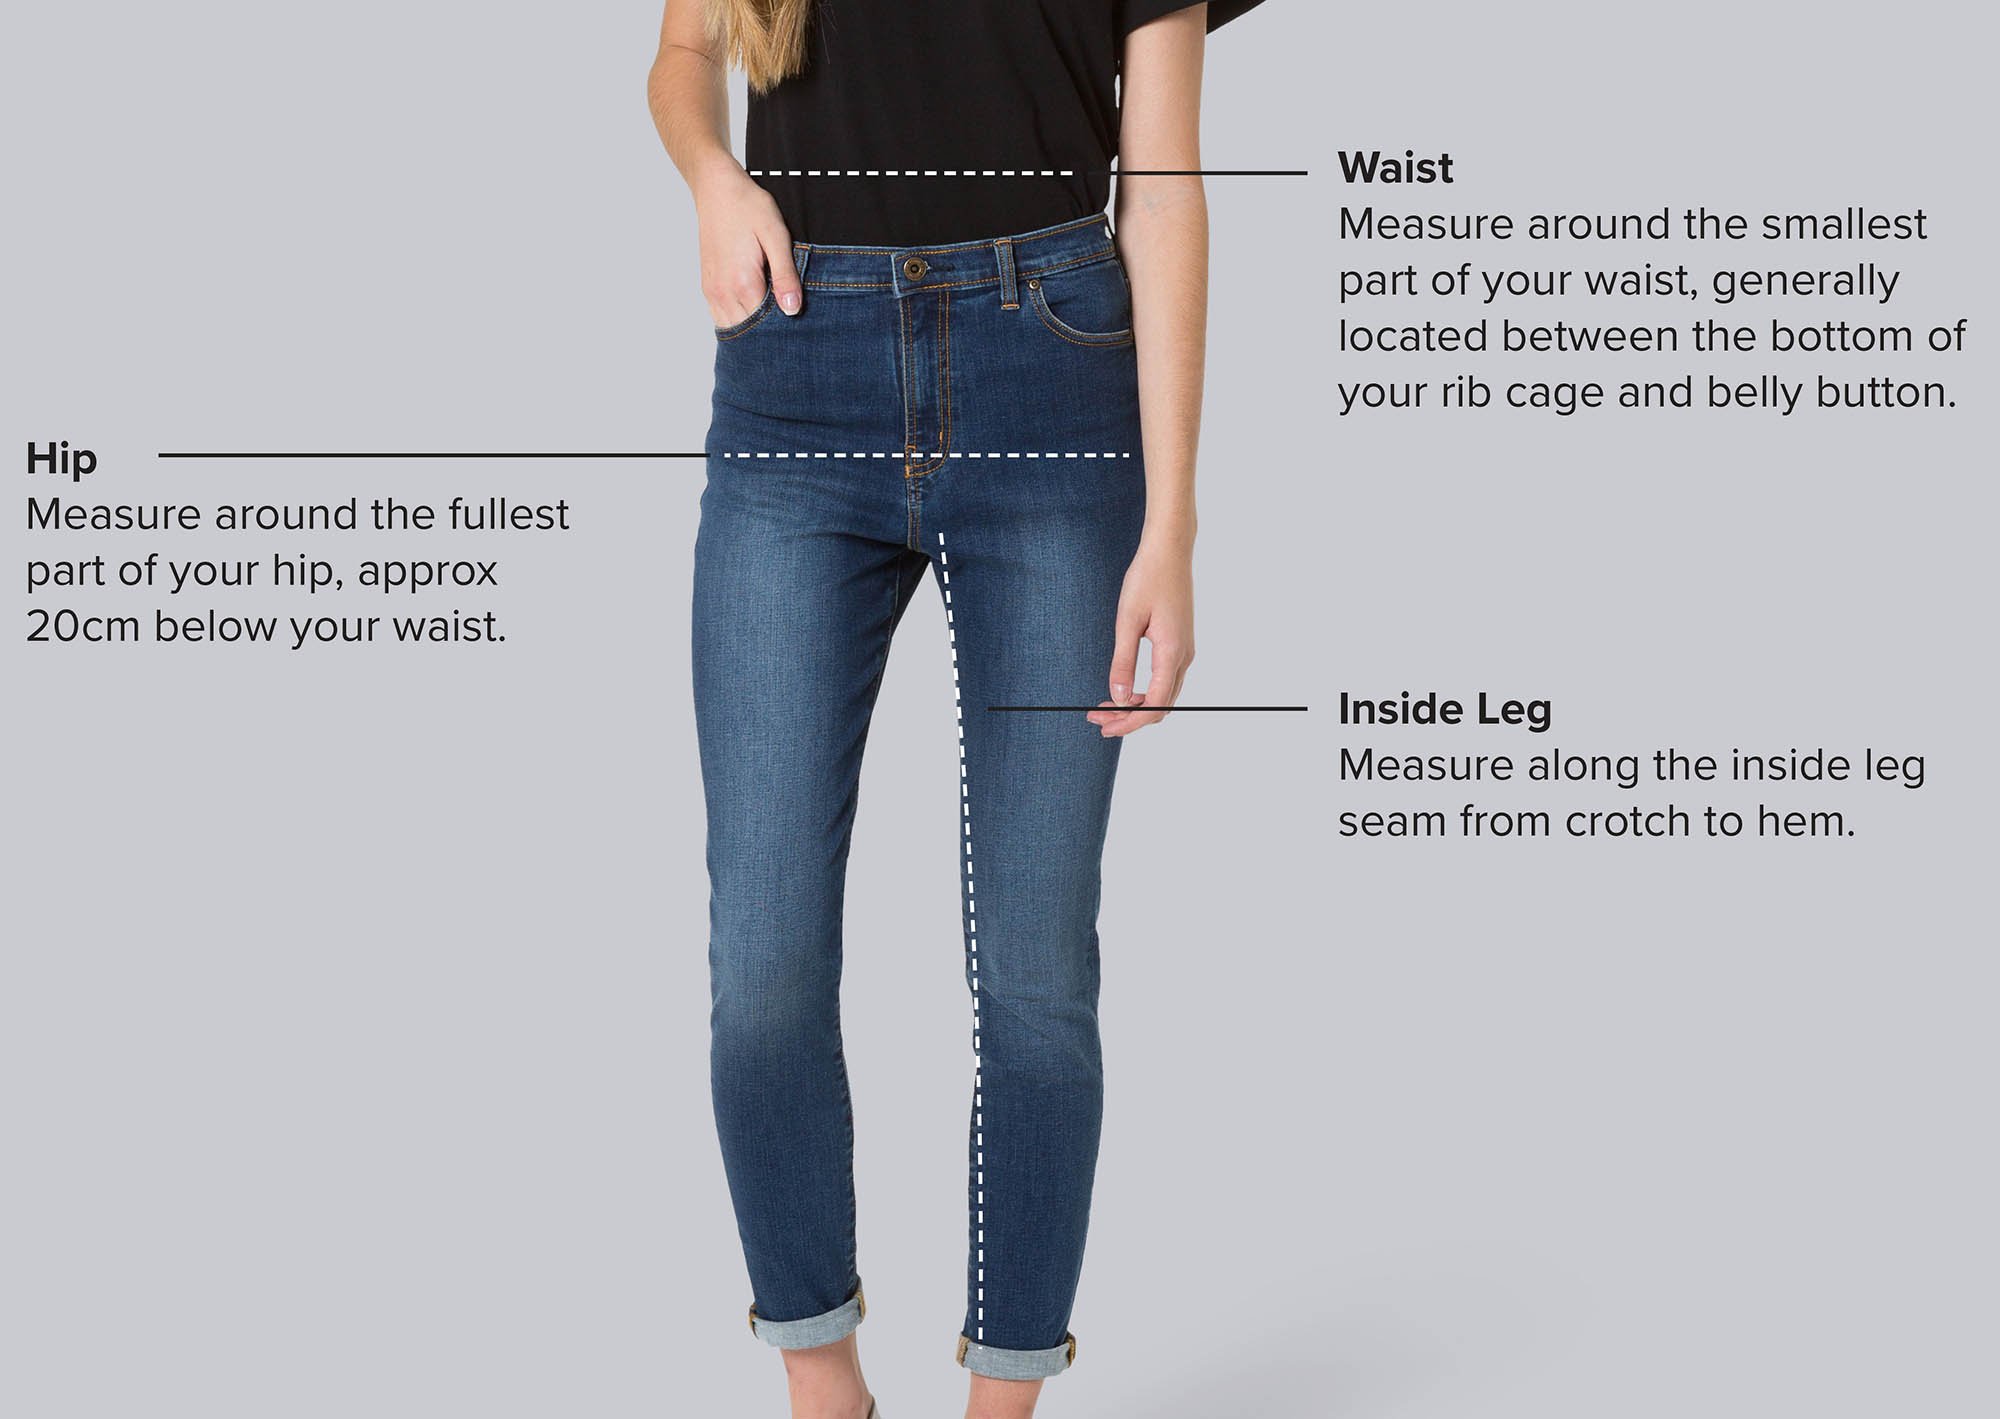 Waist
Measure around the smallest
part of your waist, generally
located between the bottom of
your rib cage and belly button.
Hip
Measure around the fullest
part of your hip, approx
20cm below your waist.
Inside Leg
Measure along the inside leg
seam from crotch to hem.